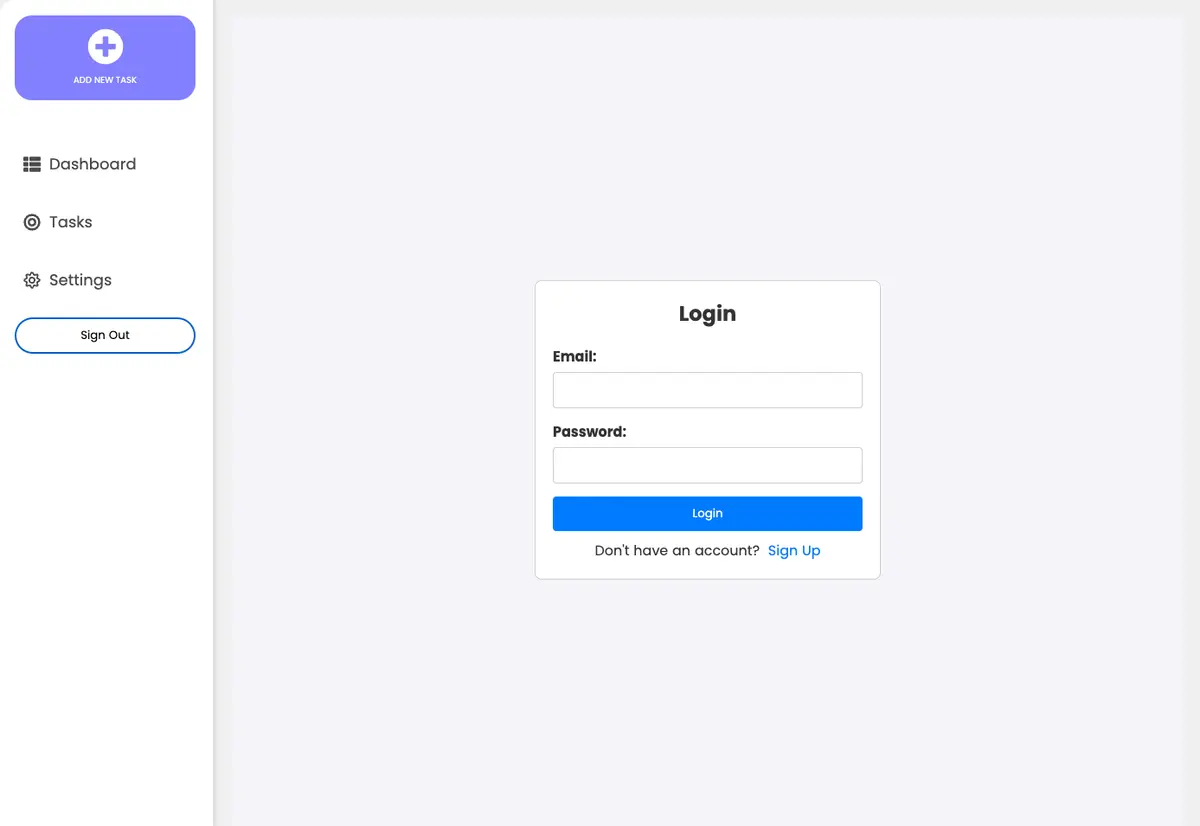 ADD NEW TASK
Dashboard
Tasks
Settings
Sign Out
Login
Email:
Password:
Login
Don't have an account? Sign Up